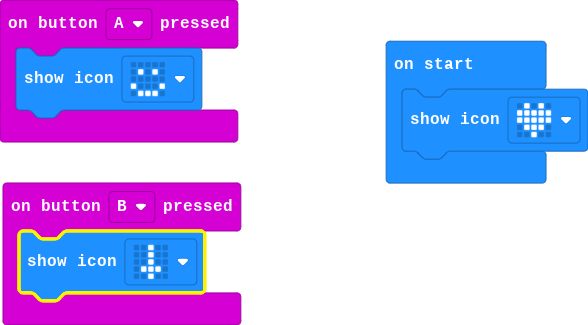 on button A pressed
show icon
on start
show icon
on button B pressed
show icon